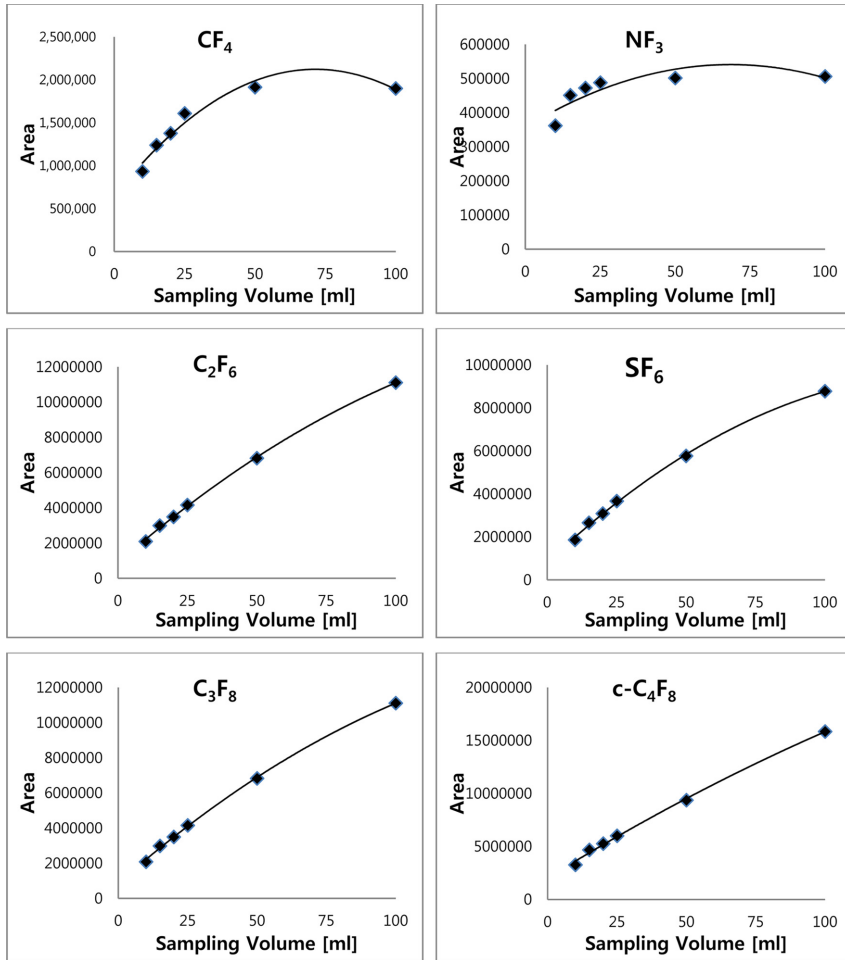 CF₄
2,500,000
2,000,000
1,500,000
1,000,000
500,000
0
Area
0 25 50 75 100
Sampling Volume [ml]
NF₃
600000
500000
400000
300000
200000
100000
0
Area
0 25 50 75 100
Sampling Volume [ml]
C₂F₆
12000000
10000000
8000000
6000000
4000000
2000000
0
Area
0 25 50 75 100
Sampling Volume [ml]
SF₆
10000000
8000000
6000000
4000000
2000000
0
Area
0 25 50 75 100
Sampling Volume [ml]
C₃F₈
12000000
10000000
8000000
6000000
4000000
2000000
0
Area
0 25 50 75 100
Sampling Volume [ml]
c-C₄F₈
20000000
15000000
10000000
5000000
0
Area
0 25 50 75 100
Sampling Volume [ml]